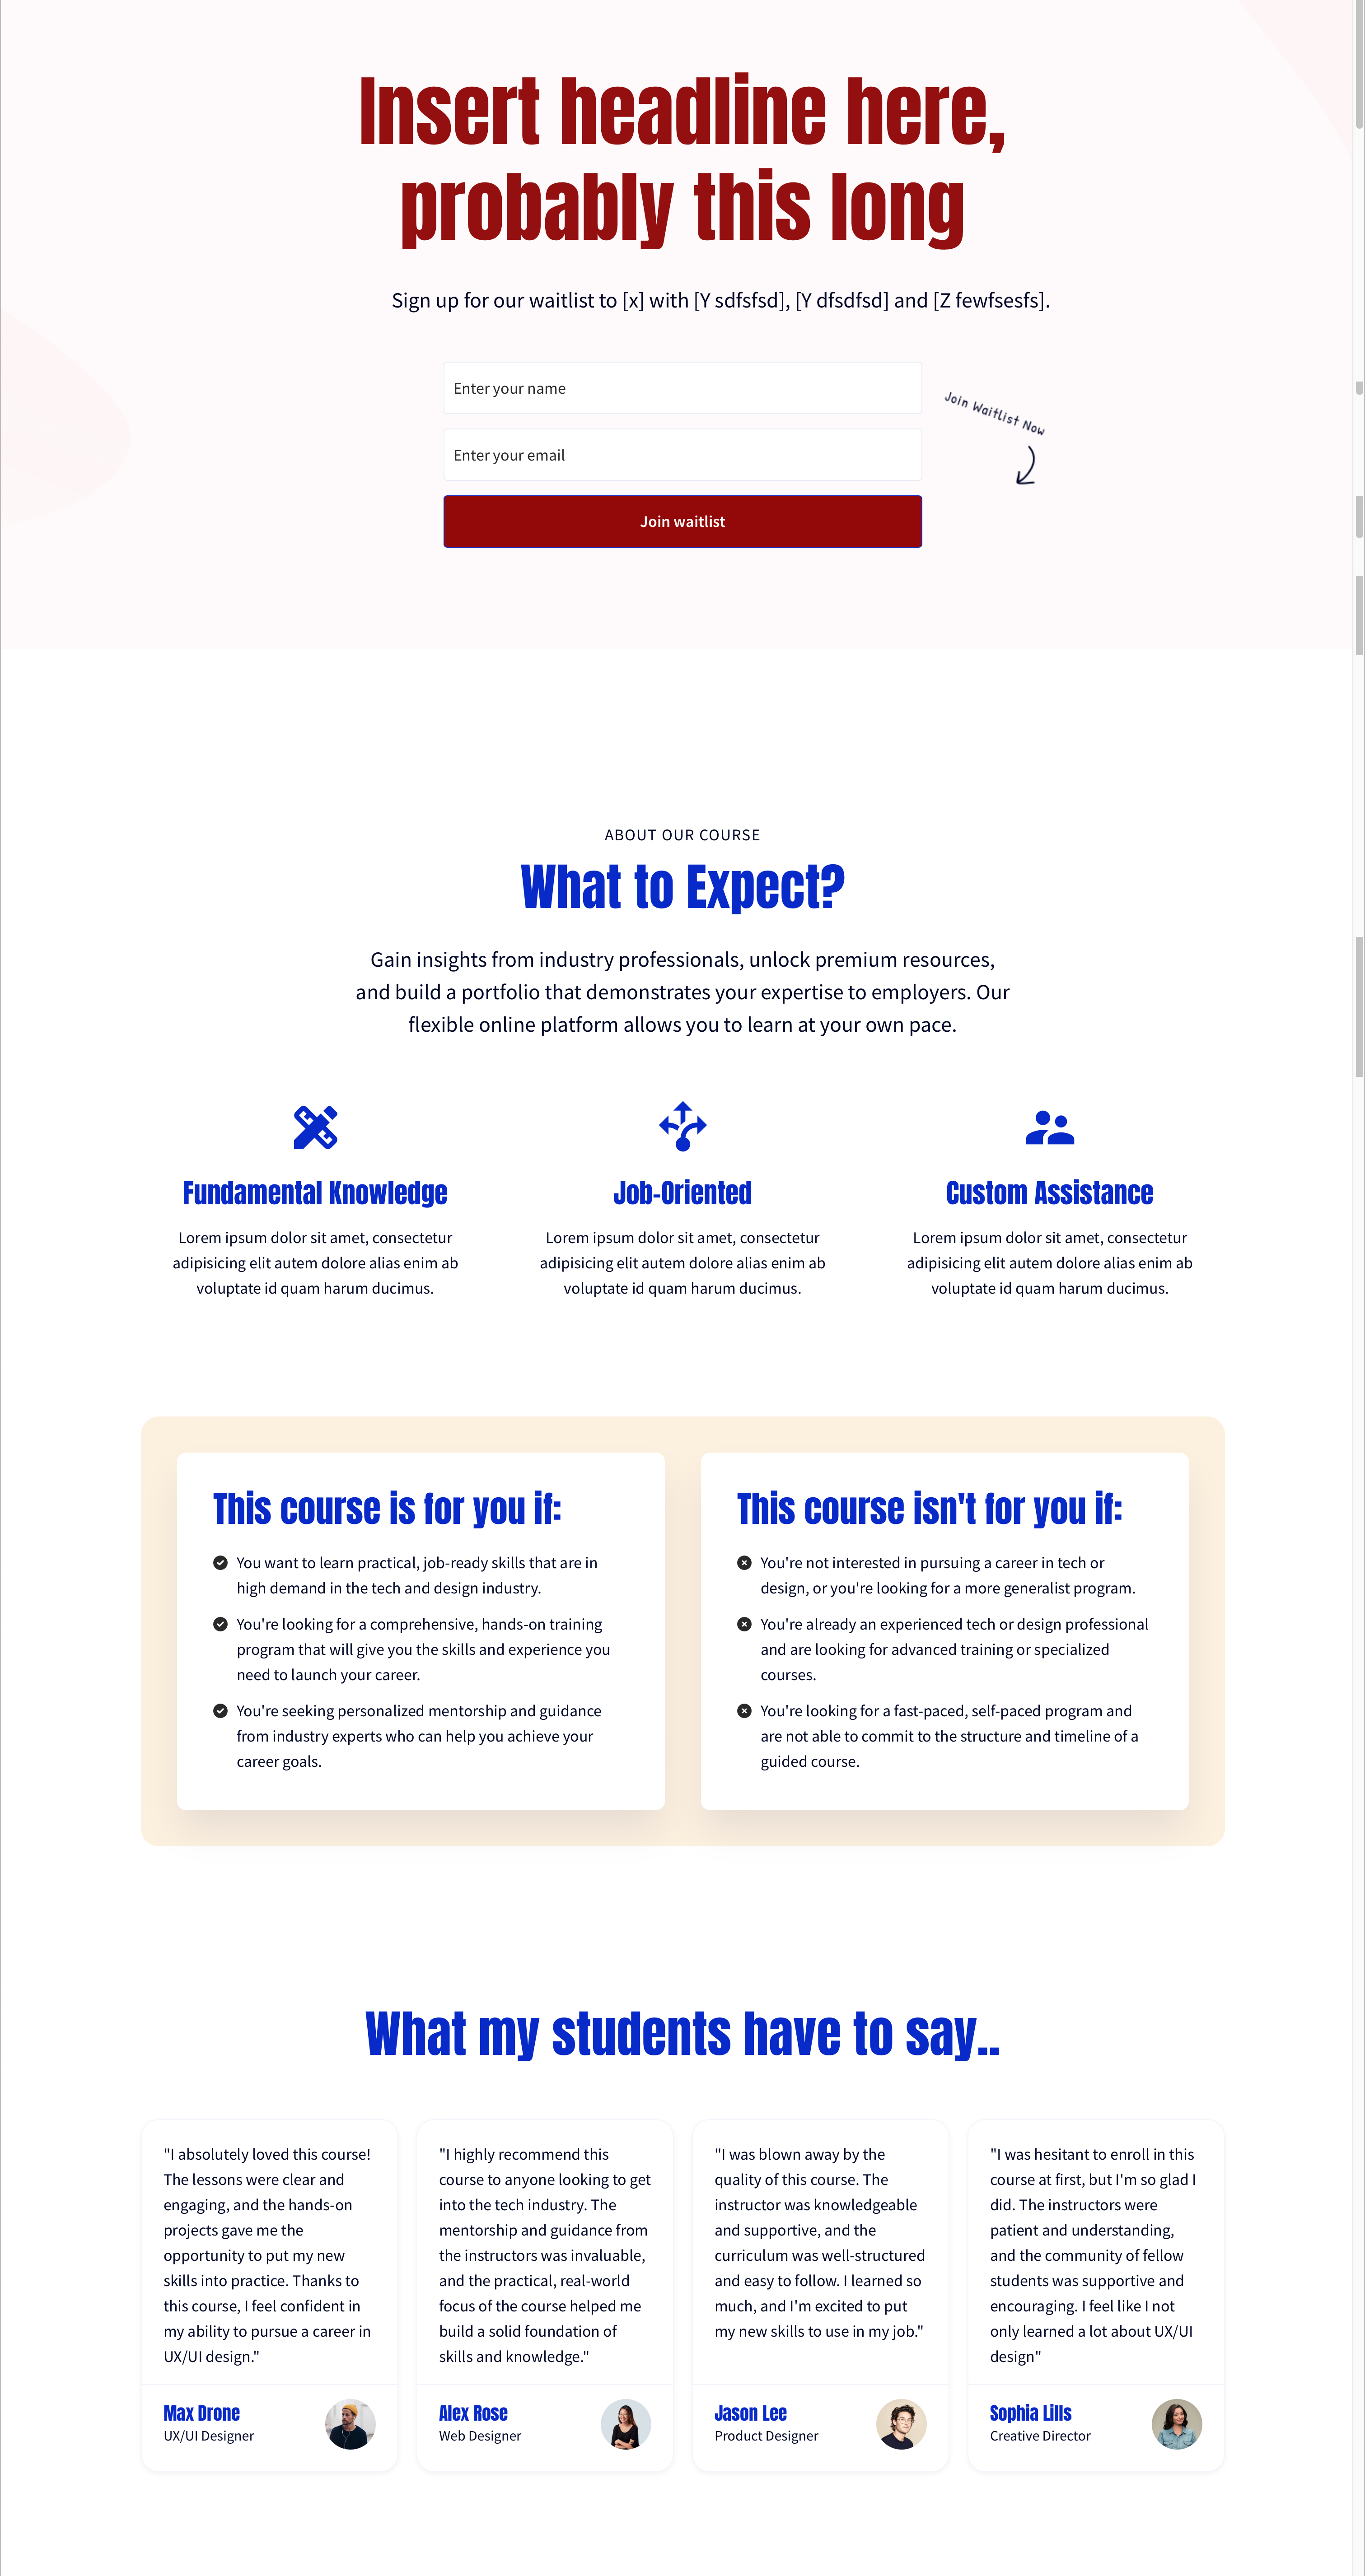 Insert headline here,
probably this long
Sign up for our waitlist to [x] with [Y sdfsfsd], [Y dfsdfsd] and [Z fewfsesfs].
Enter your name
Join Waitlist Now
Enter your email
Join waitlist
ABOUT OUR COURSE
What to Expect?
Gain insights from industry professionals, unlock premium resources,
and build a portfolio that demonstrates your expertise to employers. Our
flexible online platform allows you to learn at your own pace.
Fundamental Knowledge
Lorem ipsum dolor sit amet, consectetur
adipisicing elit autem dolore alias enim ab
voluptate id quam harum ducimus.
Job-Oriented
Lorem ipsum dolor sit amet, consectetur
adipisicing elit autem dolore alias enim ab
voluptate id quam harum ducimus.
Custom Assistance
Lorem ipsum dolor sit amet, consectetur
adipisicing elit autem dolore alias enim ab
voluptate id quam harum ducimus.
This course is for you if:
You want to learn practical, job-ready skills that are in
high demand in the tech and design industry.
You're looking for a comprehensive, hands-on training
program that will give you the skills and experience you
need to launch your career.
You're seeking personalized mentorship and guidance
from industry experts who can help you achieve your
career goals.
This course isn't for you if:
You're not interested in pursuing a career in tech or
design, or you're looking for a more generalist program.
You're already an experienced tech or design professional
and are looking for advanced training or specialized
courses.
You're looking for a fast-paced, self-paced program and
are not able to commit to the structure and timeline of a
guided course.
What my students have to say..
"I absolutely loved this course!
The lessons were clear and
engaging, and the hands-on
projects gave me the
opportunity to put my new
skills into practice. Thanks to
this course, I feel confident in
my ability to pursue a career in
UX/UI design."
Max Drone
UX/UI Designer
"I highly recommend this
course to anyone looking to get
into the tech industry. The
mentorship and guidance from
the instructors was invaluable,
and the practical, real-world
focus of the course helped me
build a solid foundation of
skills and knowledge."
Alex Rose
Web Designer
"I was blown away by the
quality of this course. The
instructor was knowledgeable
and supportive, and the
curriculum was well-structured
and easy to follow. I learned so
much, and I'm excited to put
my new skills to use in my job."
Jason Lee
Product Designer
"I was hesitant to enroll in this
course at first, but I'm so glad I
did. The instructors were
patient and understanding,
and the community of fellow
students was supportive and
encouraging. I feel like I not
only learned a lot about UX/UI
design"
Sophia Lills
Creative Director